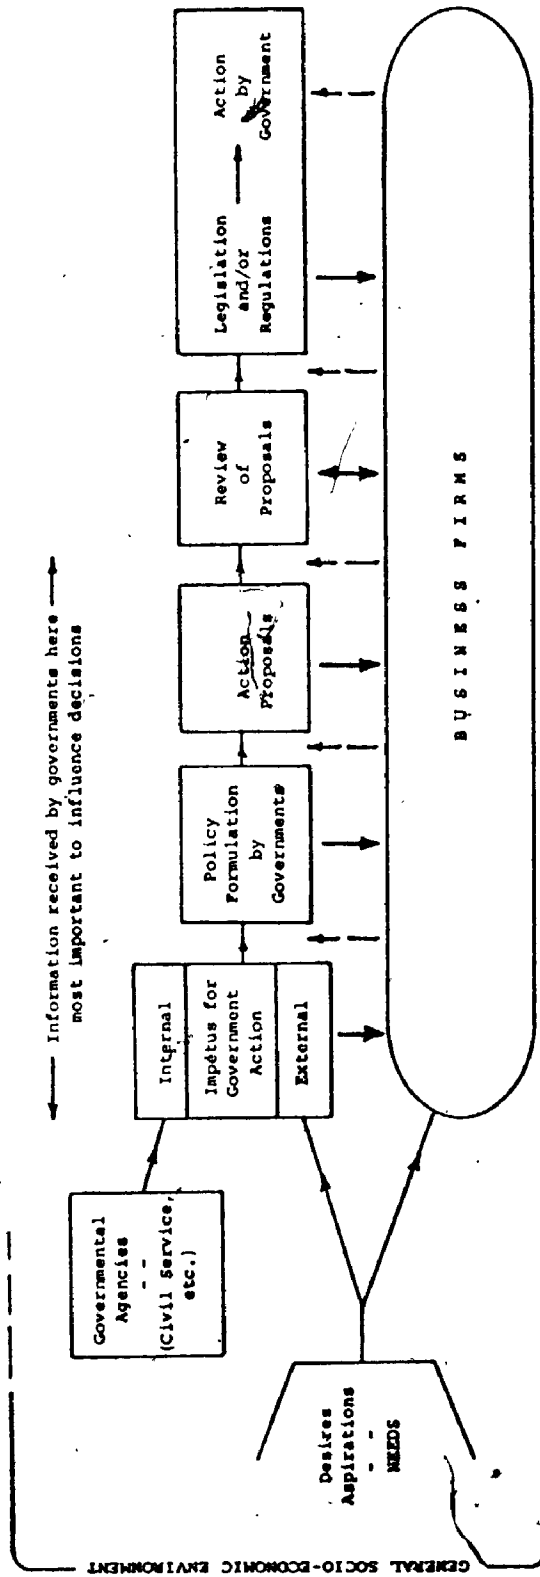 GENERAL SOCIO-ECONOMIC ENVIRONMENT
Desires
Aspirations
- -
NEEDS
Governmental
Agencies
- -
(Civil Service,
etc.)
Information received by governments here
most important to influence decisions
Internal
Impetus for
Government
Action
External
Policy
Formulation
by
Governments
Action
Proposals
Review
of
Proposals
Legislation
and/or
Regulations
Action
by
Government
BUSINESS FIRMS